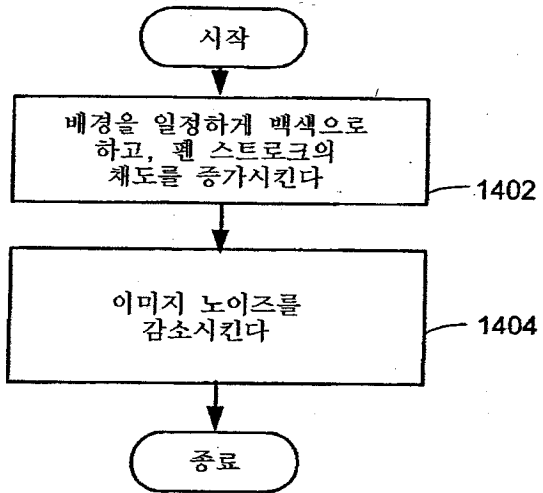 시작
배경을 일정하게 백색으로
하고, 펜 스트로크의
채도를 증가시킨다
1402
이미지 노이즈를
감소시킨다
1404
종료